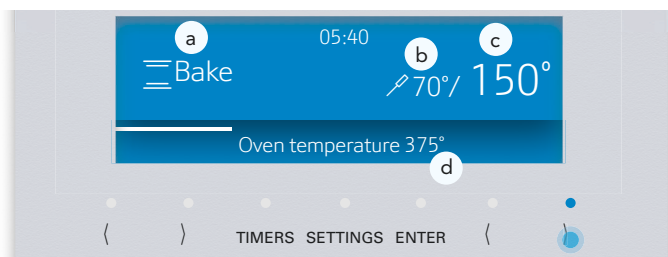 a
05:40
b
c
Bake
70°/ 150°
Oven temperature 375°
d
⟨ ⟩ TIMERS SETTINGS ENTER ⟨ ⟩